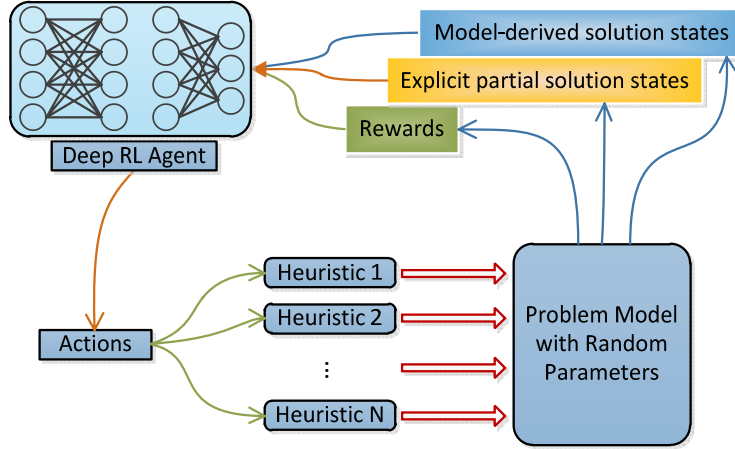 Model-derived solution states
Explicit partial solution states
Rewards
Deep RL Agent
Actions
Heuristic 1
Heuristic 2
...
Heuristic N
Problem Model
with Random
Parameters